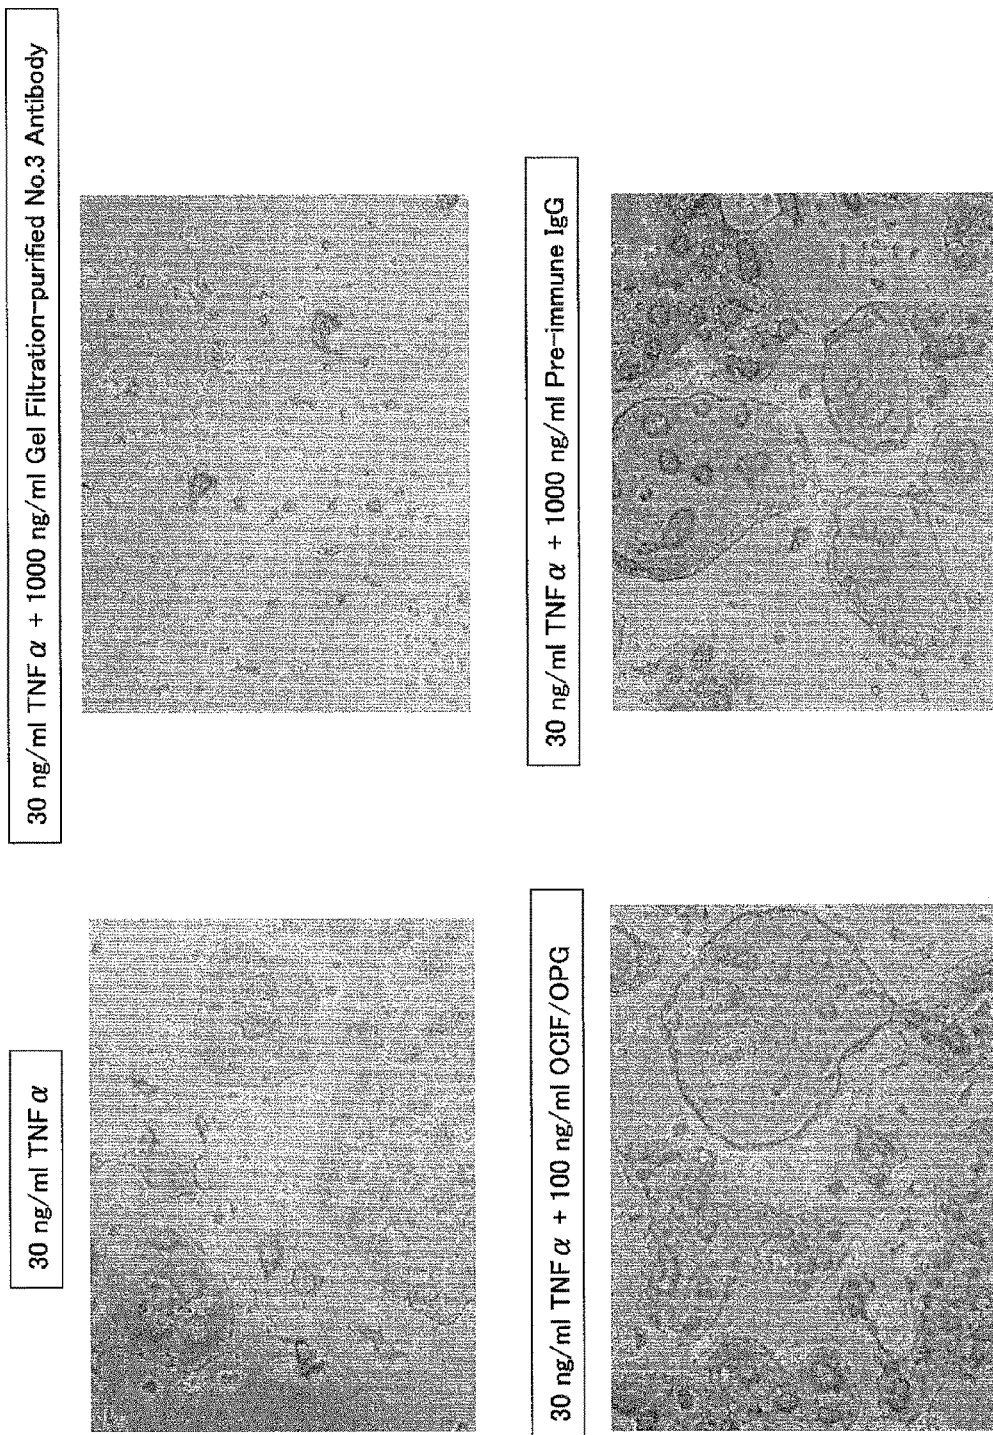 30 ng/ml TNF α
30 ng/ml TNF α + 1000 ng/ml Gel Filtration-purified No.3 Antibody
30 ng/ml TNF α + 100 ng/ml OCIF/OPG
30 ng/ml TNF α + 1000 ng/ml Pre-immune IgG